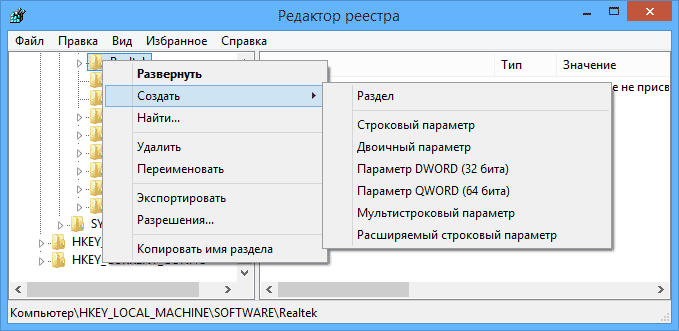 Редактор реестра
Файл Правка Вид Избранное Справка
Тип Значение
Realtek
Развернуть
Создать
Найти...
Удалить
Переименовать
Экспортировать
Разрешения...
Копировать имя раздела
Раздел
Строковый параметр
Двоичный параметр
Параметр DWORD (32 бита)
Параметр QWORD (64 бита)
Мультистроковый параметр
Расширяемый строковый параметр
не присв
SY
HKEY_
HKEY_CURRENT_CONFIG
Компьютер\HKEY_LOCAL_MACHINE\SOFTWARE\Realtek